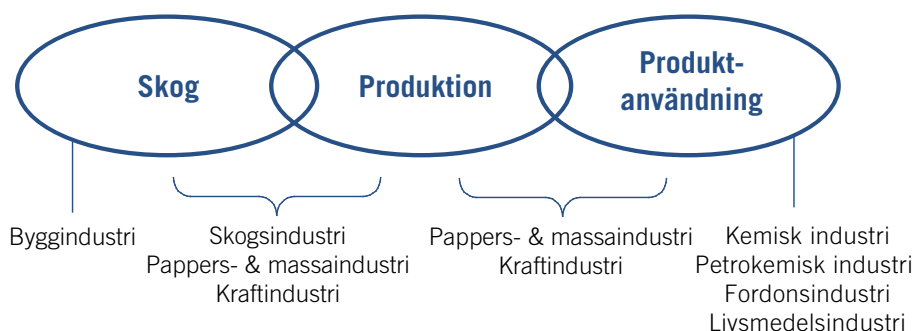 Skog
Produktion
Produkt-
användning
Byggindustri
Skogsindustri
Pappers- & massaindustri
Kraftindustri
Pappers- & massaindustri
Kraftindustri
Kemisk industri
Petrokemisk industri
Fordonsindustri
Livsmedelsindustri